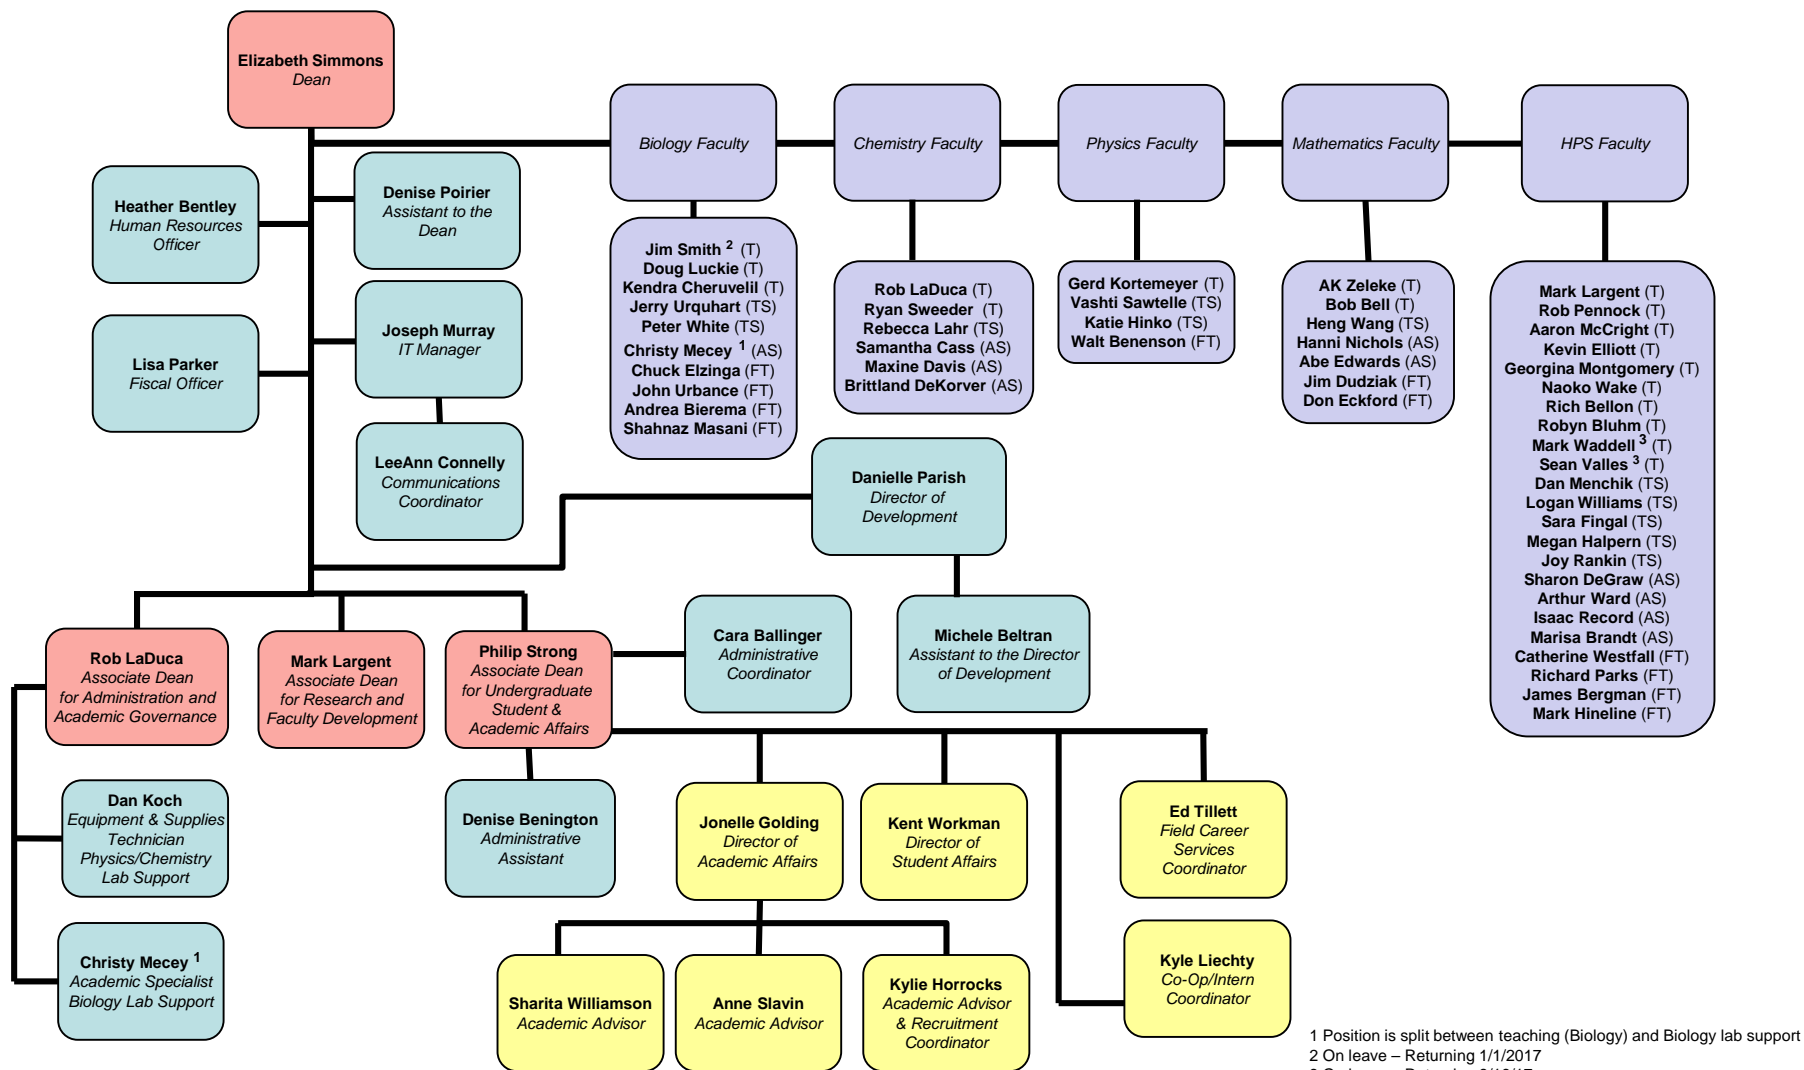 Elizabeth Simmons
Dean
Biology Faculty
Chemistry Faculty
Physics Faculty
Mathematics Faculty
HPS Faculty
Heather Bentley
Human Resources
Officer
Denise Poirier
Assistant to the
Dean
Lisa Parker
Fiscal Officer
Joseph Murray
IT Manager
LeeAnn Connelly
Communications
Coordinator
Jim Smith 2 (T)
Doug Luckie (T)
Kendra Cheruvelil (T)
Jerry Urquhart (TS)
Peter White (TS)
Christy Mecey 1 (AS)
Chuck Elzinga (FT)
John Urbance (FT)
Andrea Bierema (FT)
Shahnaz Masani (FT)
Rob LaDuca (T)
Ryan Sweeder (T)
Rebecca Lahr (TS)
Samantha Cass (AS)
Maxine Davis (AS)
Brittland DeKorver (AS)
Gerd Kortemeyer (T)
Vashti Sawtelle (TS)
Katie Hinko (TS)
Walt Benenson (FT)
AK Zeleke (T)
Bob Bell (T)
Heng Wang (TS)
Hanni Nichols (AS)
Abe Edwards (AS)
Jim Dudziak (FT)
Don Eckford (FT)
Mark Largent (T)
Rob Pennock (T)
Aaron McCright (T)
Kevin Elliott (T)
Georgina Montgomery (T)
Naoko Wake (T)
Rich Bellon (T)
Robyn Bluhm (T)
Mark Waddell 3 (T)
Sean Valles 3 (T)
Dan Menchik (TS)
Logan Williams (TS)
Sara Fingal (TS)
Megan Halpern (TS)
Joy Rankin (TS)
Sharon DeGraw (AS)
Arthur Ward (AS)
Isaac Record (AS)
Marisa Brandt (AS)
Catherine Westfall (FT)
Richard Parks (FT)
James Bergman (FT)
Mark Hineline (FT)
Danielle Parish
Director of
Development
Rob LaDuca
Associate Dean
for Administration and
Academic Governance
Mark Largent
Associate Dean
for Research and
Faculty Development
Philip Strong
Associate Dean
for Undergraduate
Student &
Academic Affairs
Cara Ballinger
Administrative
Coordinator
Michele Beltran
Assistant to the Director
of Development
Dan Koch
Equipment & Supplies
Technician
Physics/Chemistry
Lab Support
Christy Mecey 1
Academic Specialist
Biology Lab Support
Denise Benington
Administrative
Assistant
Jonelle Golding
Director of
Academic Affairs
Kent Workman
Director of
Student Affairs
Ed Tillett
Field Career
Services
Coordinator
Sharita Williamson
Academic Advisor
Anne Slavin
Academic Advisor
Kylie Horrocks
Academic Advisor
& Recruitment
Coordinator
Kyle Liechty
Co-Op/Intern
Coordinator
1 Position is split between teaching (Biology) and Biology lab support
2 On leave – Returning 1/1/2017